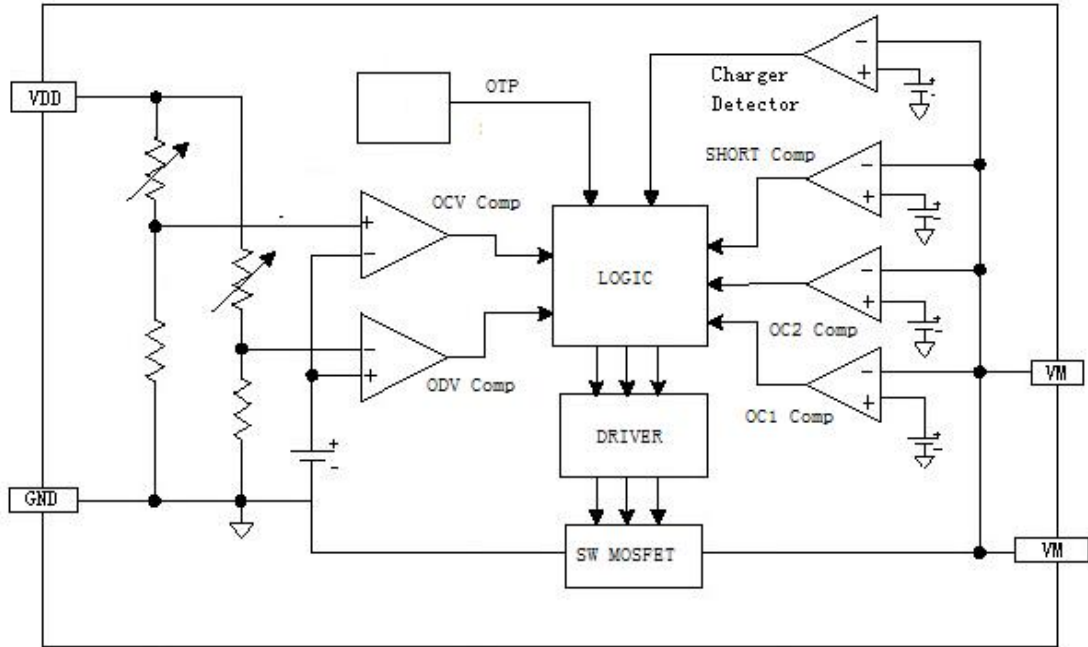 VDD
OTP
Charger
Detector
SHORT Comp
OCV Comp
LOGIC
OC2 Comp
ODV Comp
VM
OC1 Comp
DRIVER
GND
SW MOSFET
VM